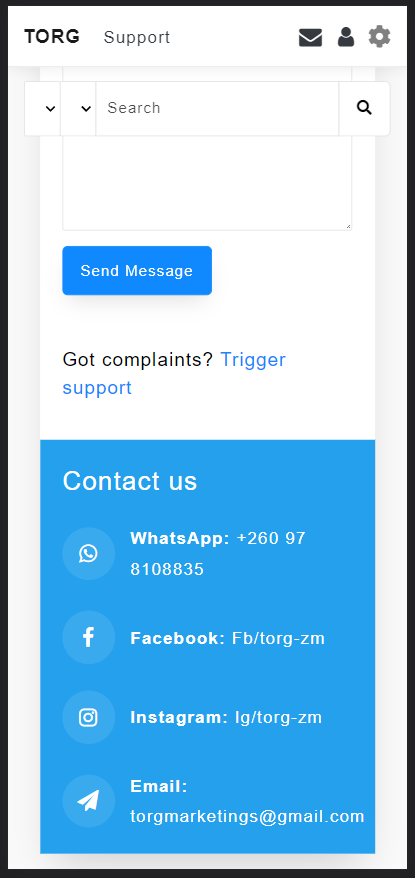 TORG Support
Search
Send Message
Got complaints? Trigger
support
Contact us
WhatsApp: +260 97
8108835
Facebook: Fb/torg-zm
Instagram: Ig/torg-zm
Email:
torgmarketings@gmail.com